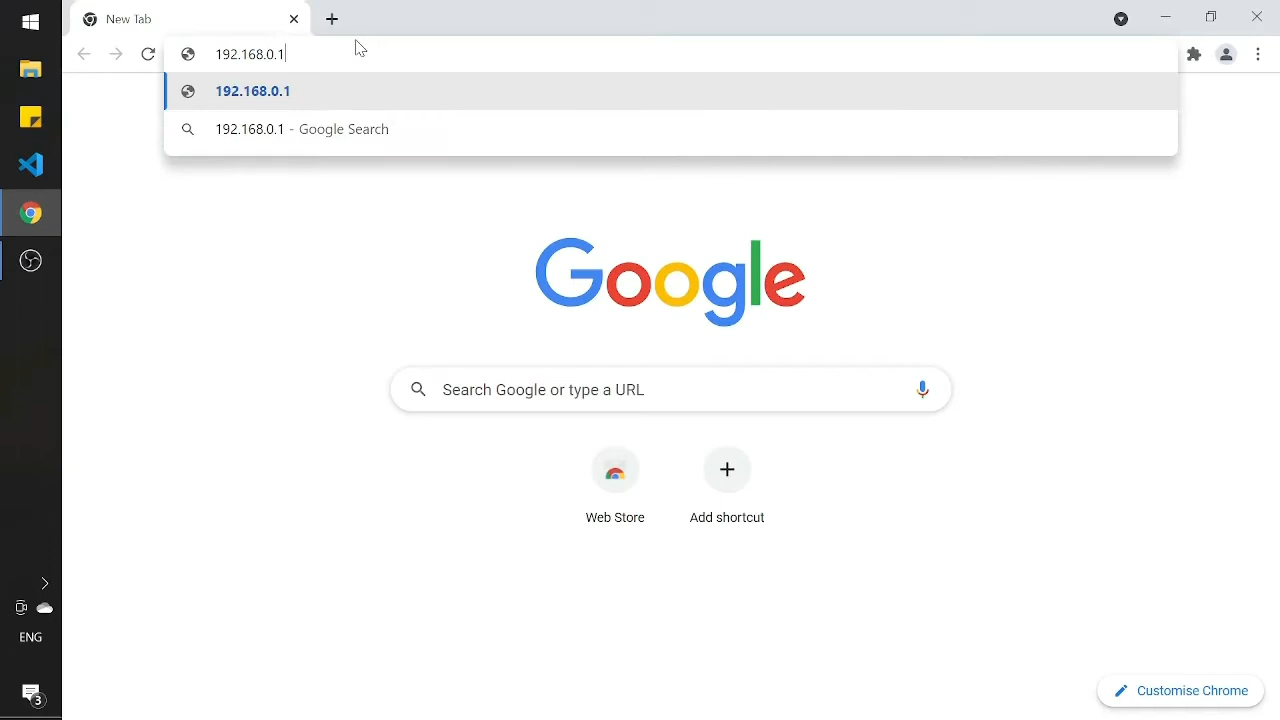 New Tab
192.168.0.1
192.168.0.1
192.168.0.1 - Google Search
Google
Search Google or type a URL
Web Store
Add shortcut
ENG
3
Customise Chrome